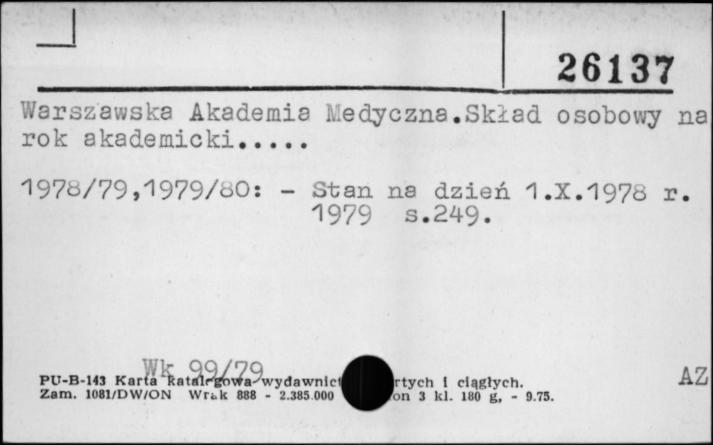 26137
Warszawska Akademia Medyczna.Skład osobowy na
rok akademicki.....
1978/79,1979/80: - Stan na dzień 1.X.1978 r.
1979 s.249.
Wk 99/79
AZ
PU-B-143 Karta katalogowa wydawnict rtych i ciągłych.
Zam. 1081/DW/ON Wrak 888 - 2.385.000 on 3 kl. 180 g. - 9.75.